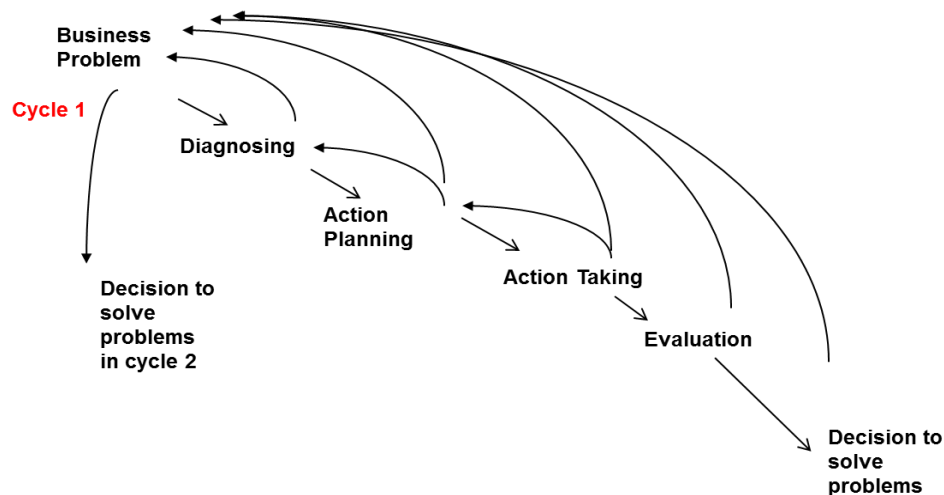 Business
Problem
Cycle 1
Diagnosing
Action
Planning
Action Taking
Decision to
solve
problems
in cycle 2
Evaluation
Decision to
solve
problems